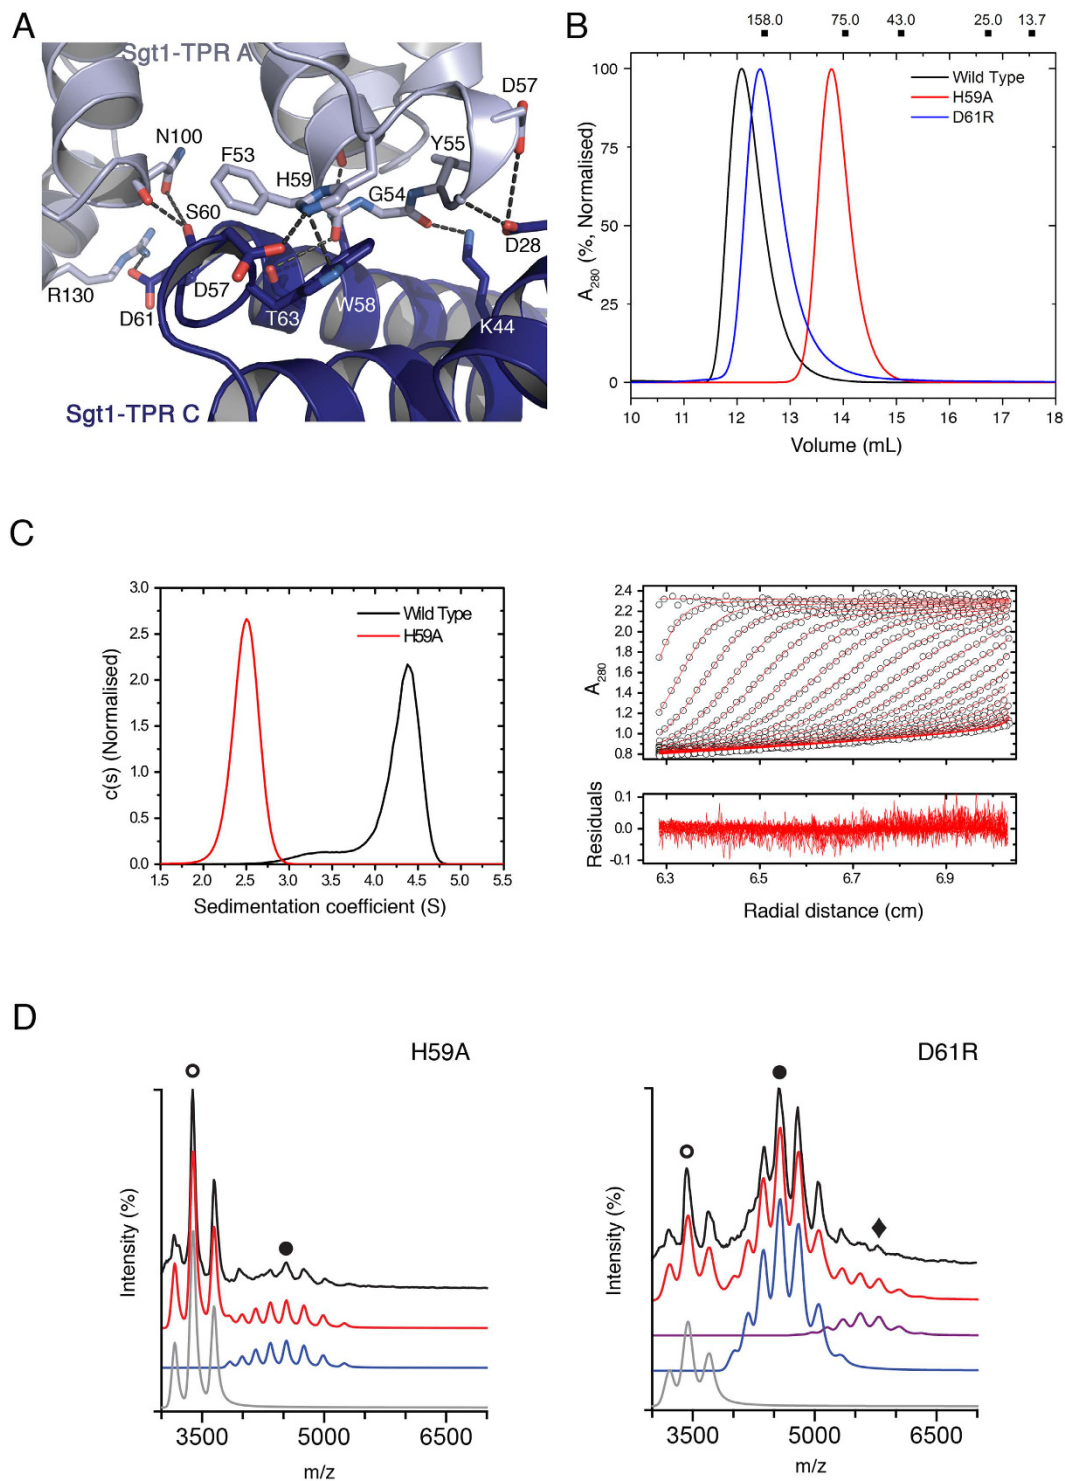 A
Sgt1-TPR A
D57
N100
F53
Y55
H59
G54
S60
D28
R130
D57
W58
D61
T63
K44
Sgt1-TPR C
B
158.0 75.0 43.0 25.0 13.7
Wild Type
H59A
D61R
100
75
50
25
0
A280 (%, Normalised)
10 11 12 13 14 15 16 17 18
Volume (mL)
C
3.0
2.5
2.0
1.5
1.0
0.5
0.0
c(s) (Normalised)
Wild Type
H59A
1.5 2.0 2.5 3.0 3.5 4.0 4.5 5.0 5.5
Sedimentation coefficient (S)
2.4
2.2
2.0
1.8
1.6
1.4
1.2
1.0
0.8
A280
0.1
0.0
-0.1
Residuals
6.3 6.5 6.7 6.9
Radial distance (cm)
D
H59A
Intensity (%)
3500 5000 6500
m/z
D61R
Intensity (%)
3500 5000 6500
m/z